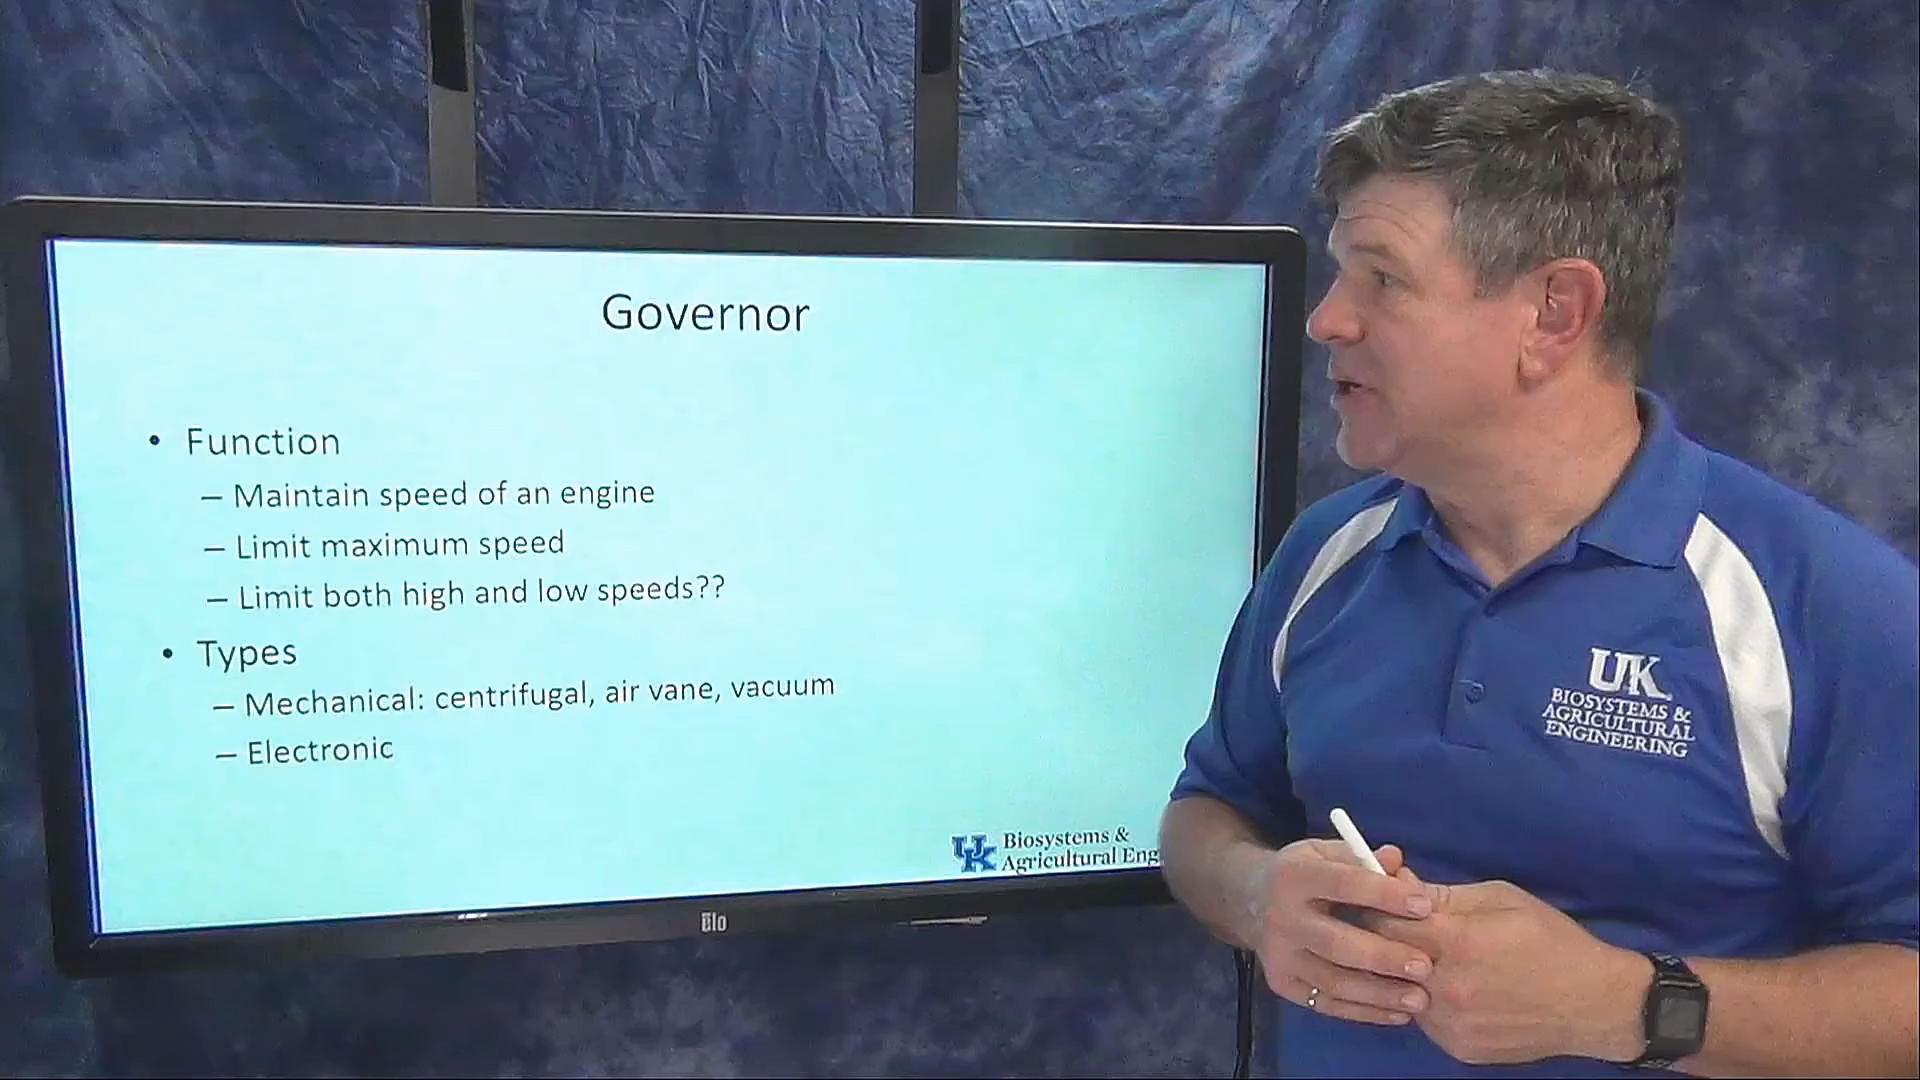 Governor
• Function
– Maintain speed of an engine
– Limit maximum speed
– Limit both high and low speeds??
• Types
– Mechanical: centrifugal, air vane, vacuum
– Electronic
UK Biosystems &
Agricultural Eng
elo
UK
BIOSYSTEMS &
AGRICULTURAL
ENGINEERING